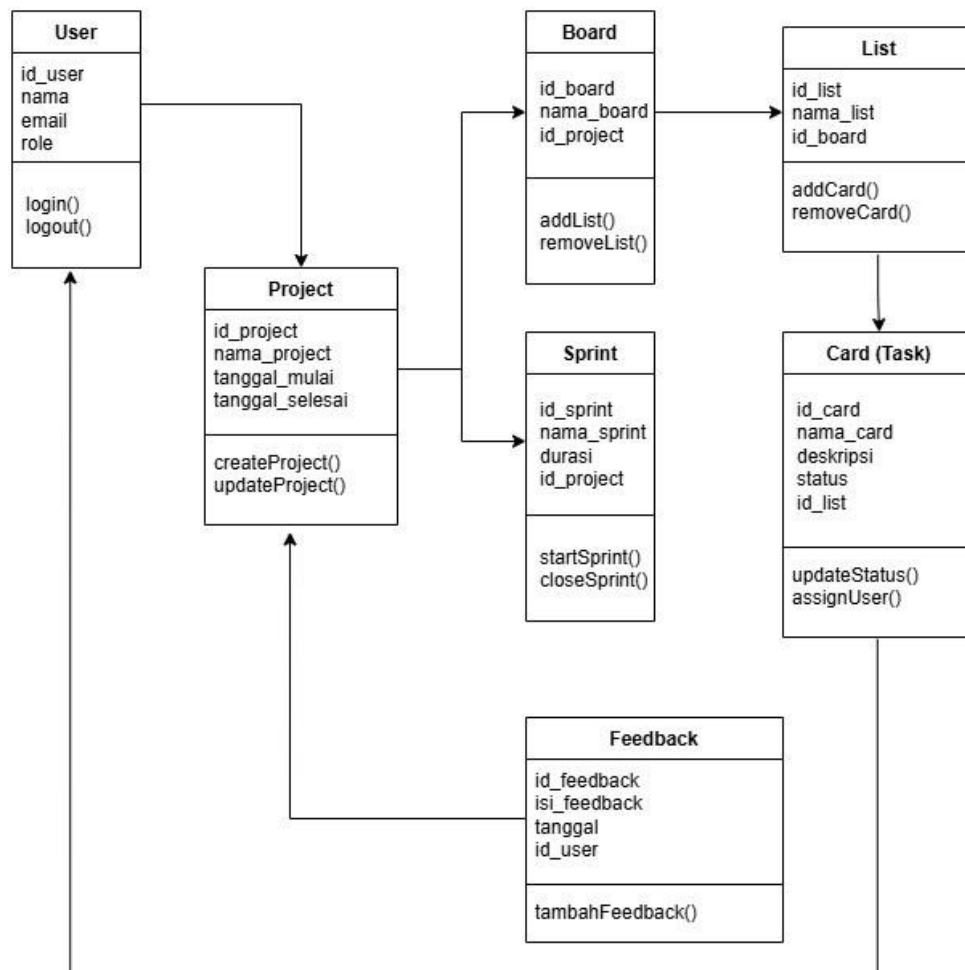 User
id_user
nama
email
role
login()
logout()
Project
id_project
nama_project
tanggal_mulai
tanggal_selesai
createProject()
updateProject()
Board
id_board
nama_board
id_project
addList()
removeList()
List
id_list
nama_list
id_board
addCard()
removeCard()
Sprint
id_sprint
nama_sprint
durasi
id_project
startSprint()
closeSprint()
Card (Task)
id_card
nama_card
deskripsi
status
id_list
updateStatus()
assignUser()
Feedback
id_feedback
isi_feedback
tanggal
id_user
tambahFeedback()